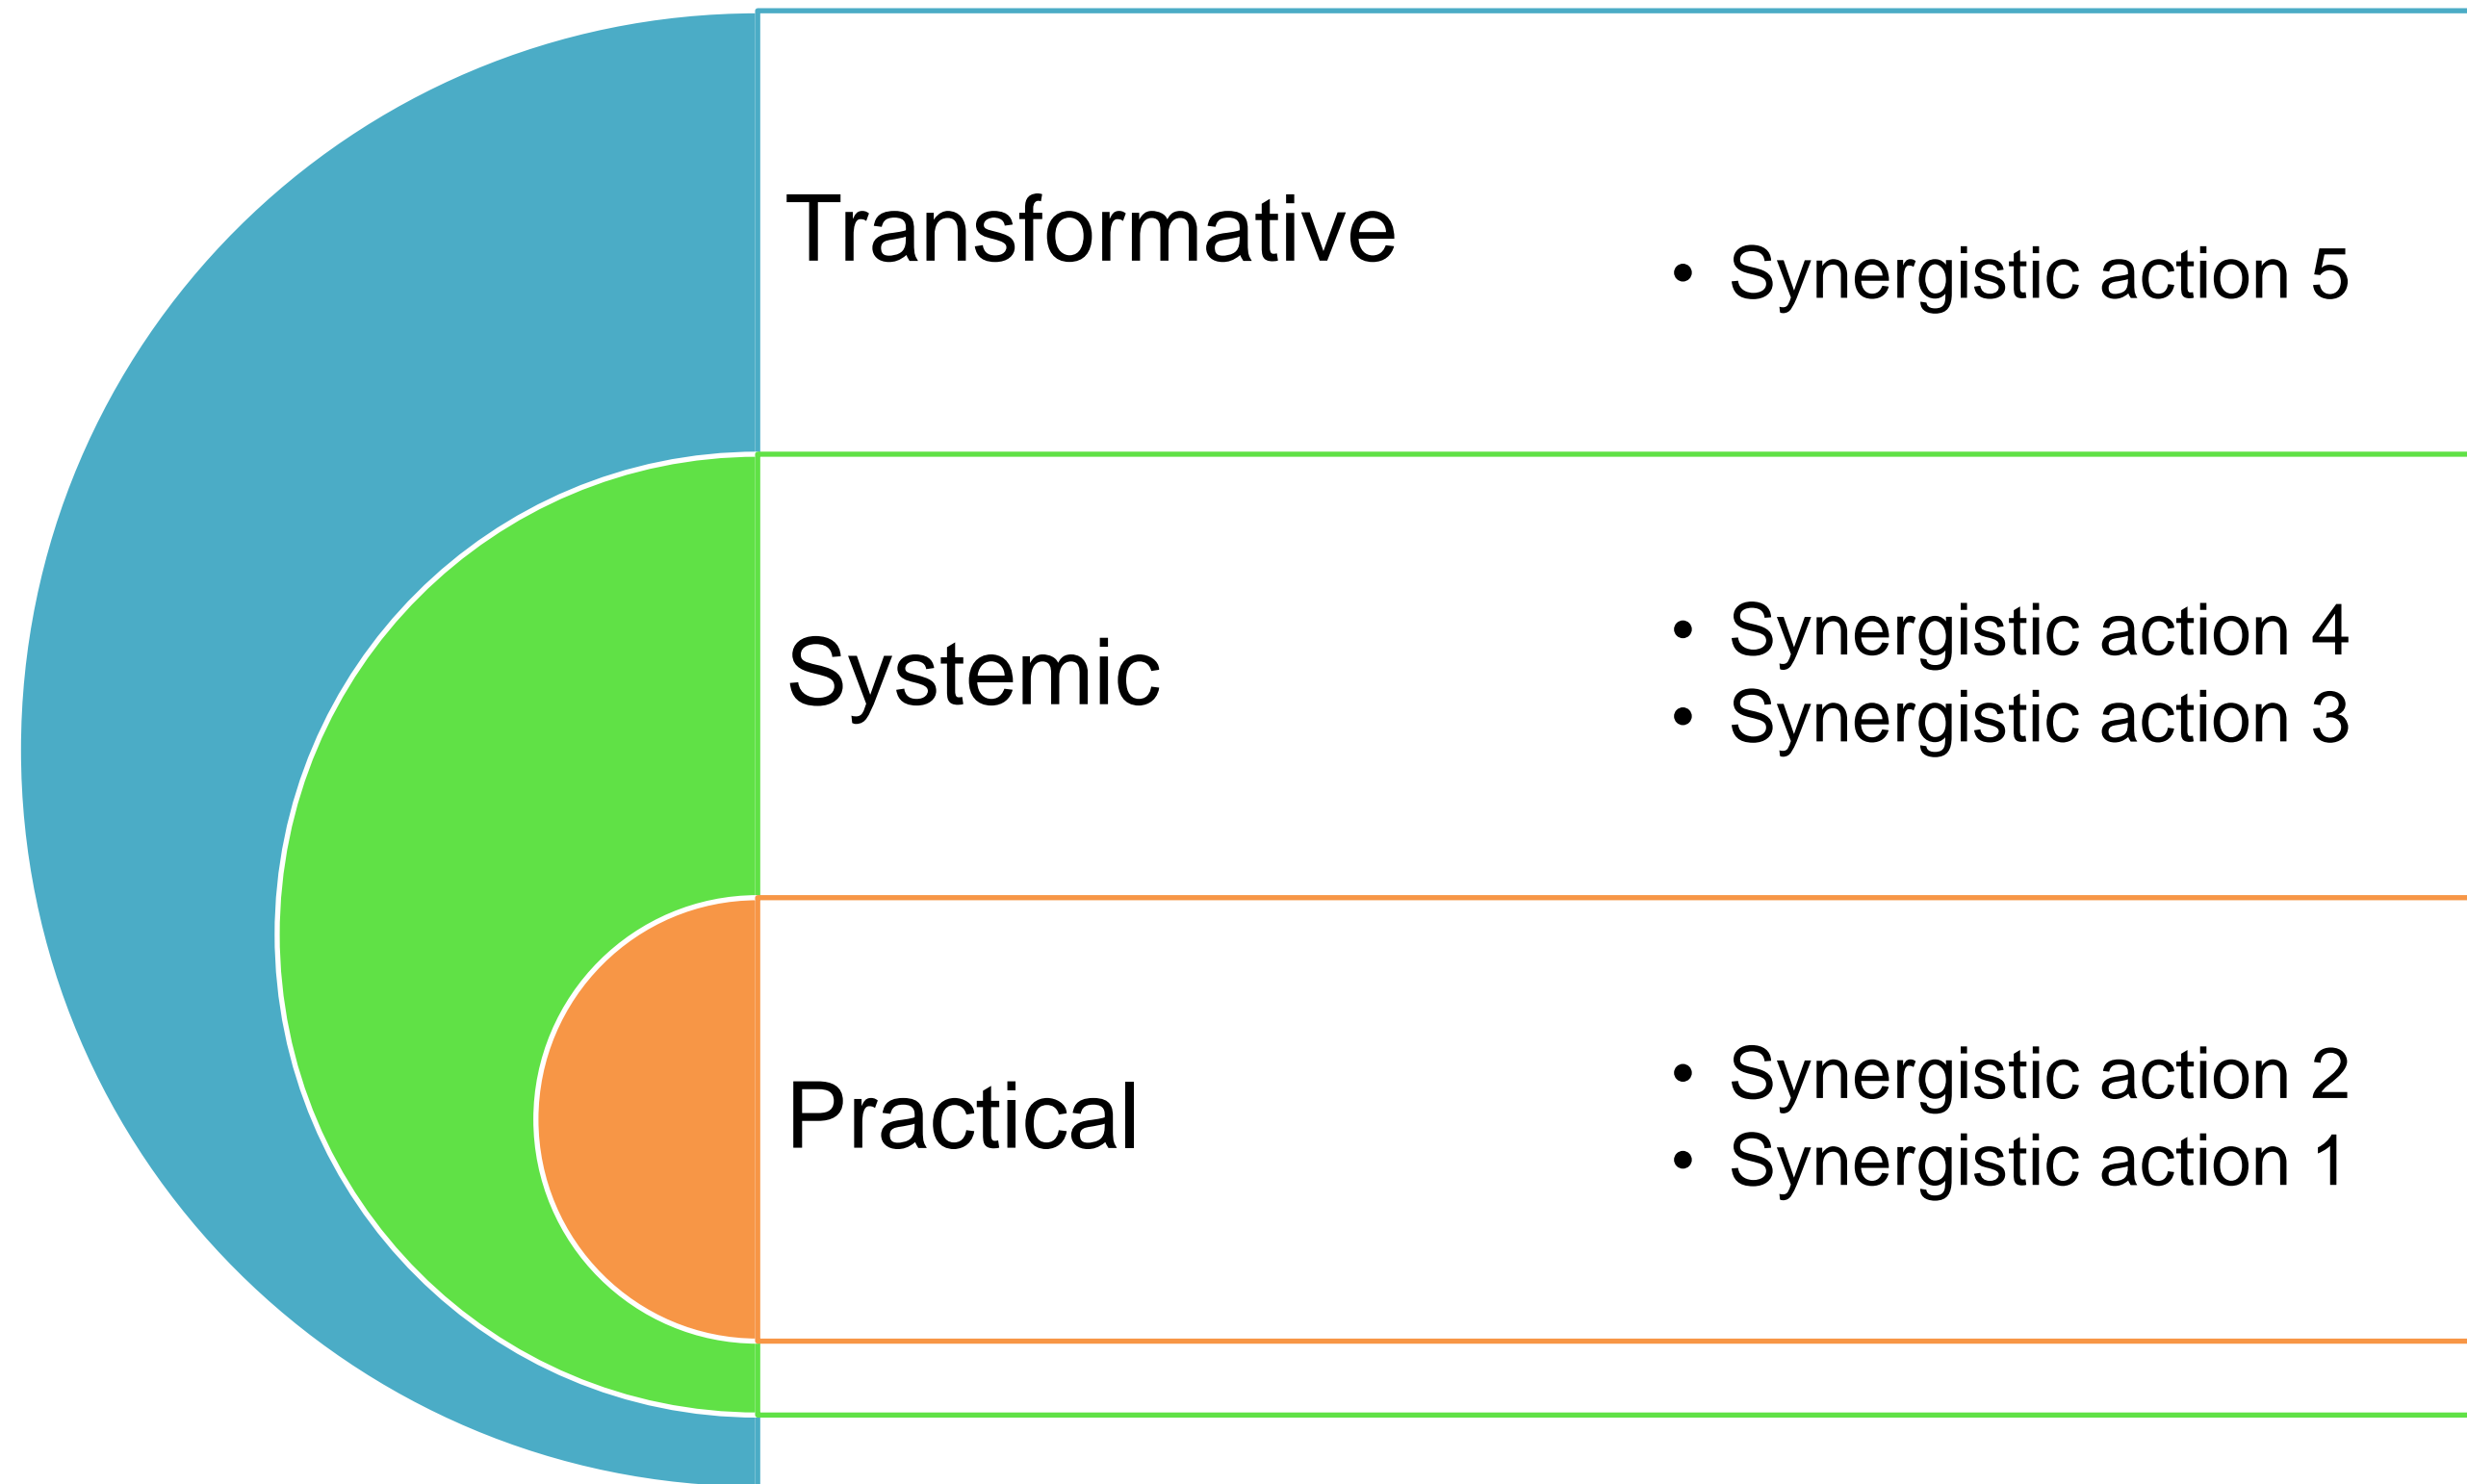 Transformative
• Synergistic action 5
Systemic
• Synergistic action 4
• Synergistic action 3
Practical
• Synergistic action 2
• Synergistic action 1